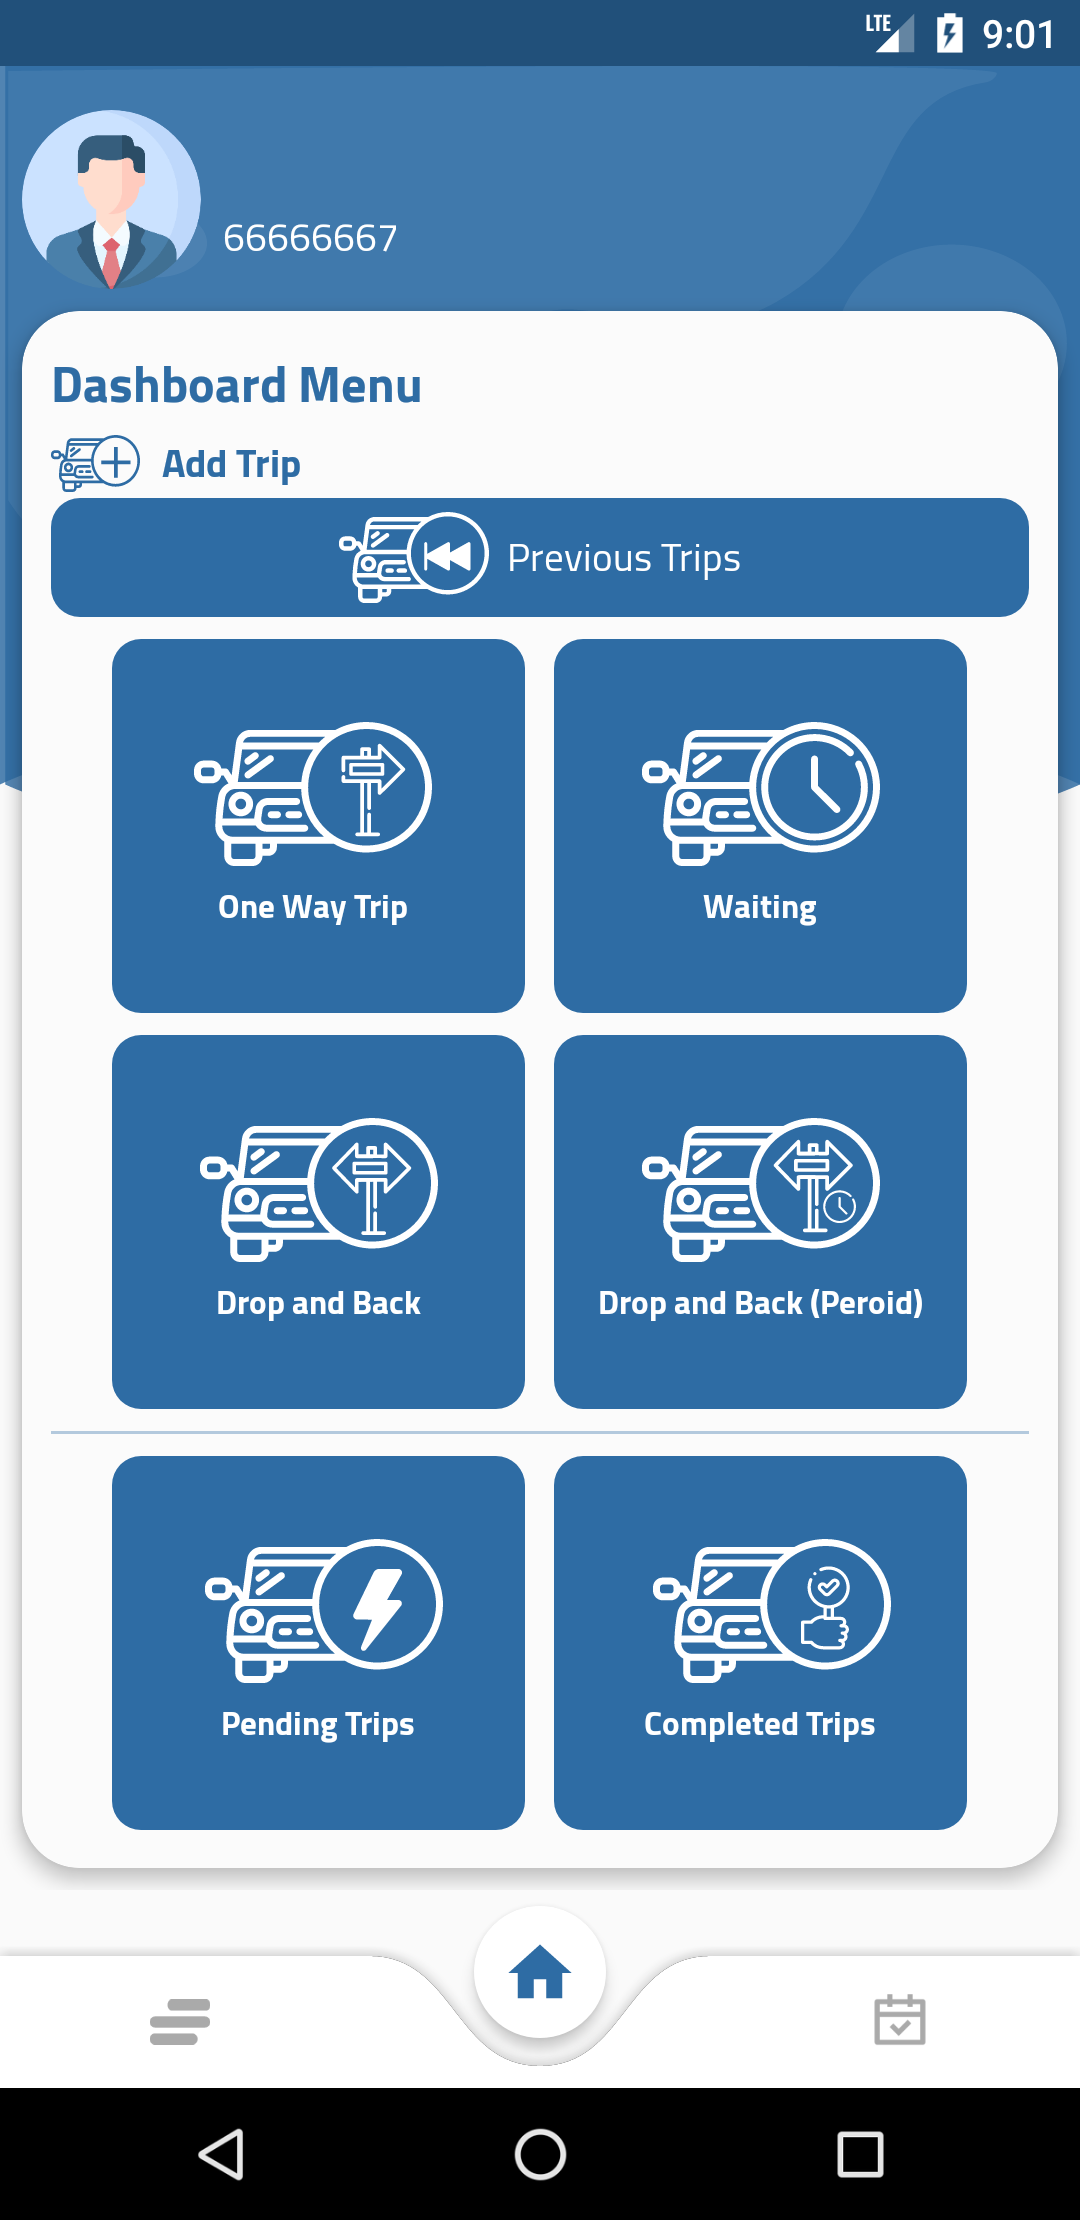 LTE 9:01
66666667
Dashboard Menu
Add Trip
Previous Trips
One Way Trip
Waiting
Drop and Back
Drop and Back (Peroid)
Pending Trips
Completed Trips